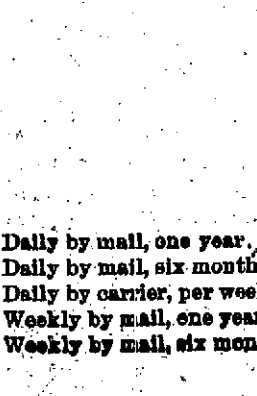 Daily by mail, one year.
Daily by mail, six month
Daily by carrier, per wee
Weekly by mail, one year
Weekly by mail, six mon